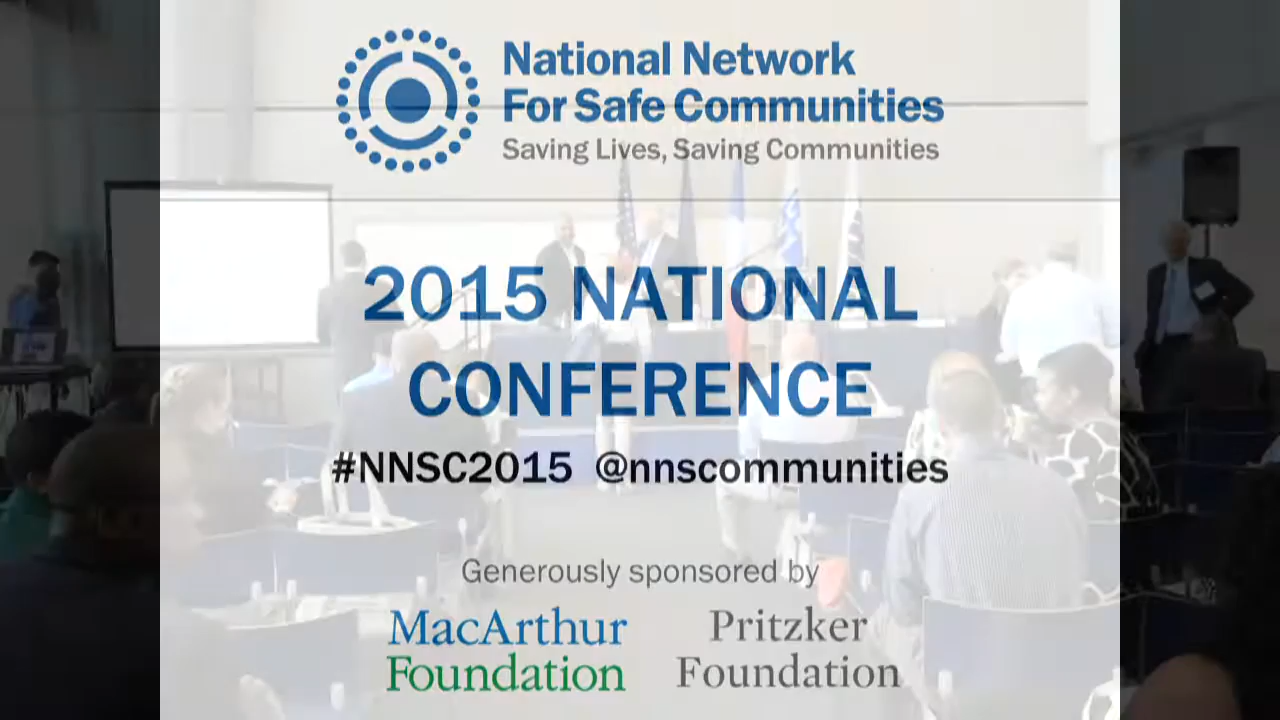 National Network
For Safe Communities
Saving Lives, Saving Communities
2015 NATIONAL
CONFERENCE
#NNSC2015 @nnscommunities
Generously sponsored by
MacArthur
Foundation
Pritzker
Foundation